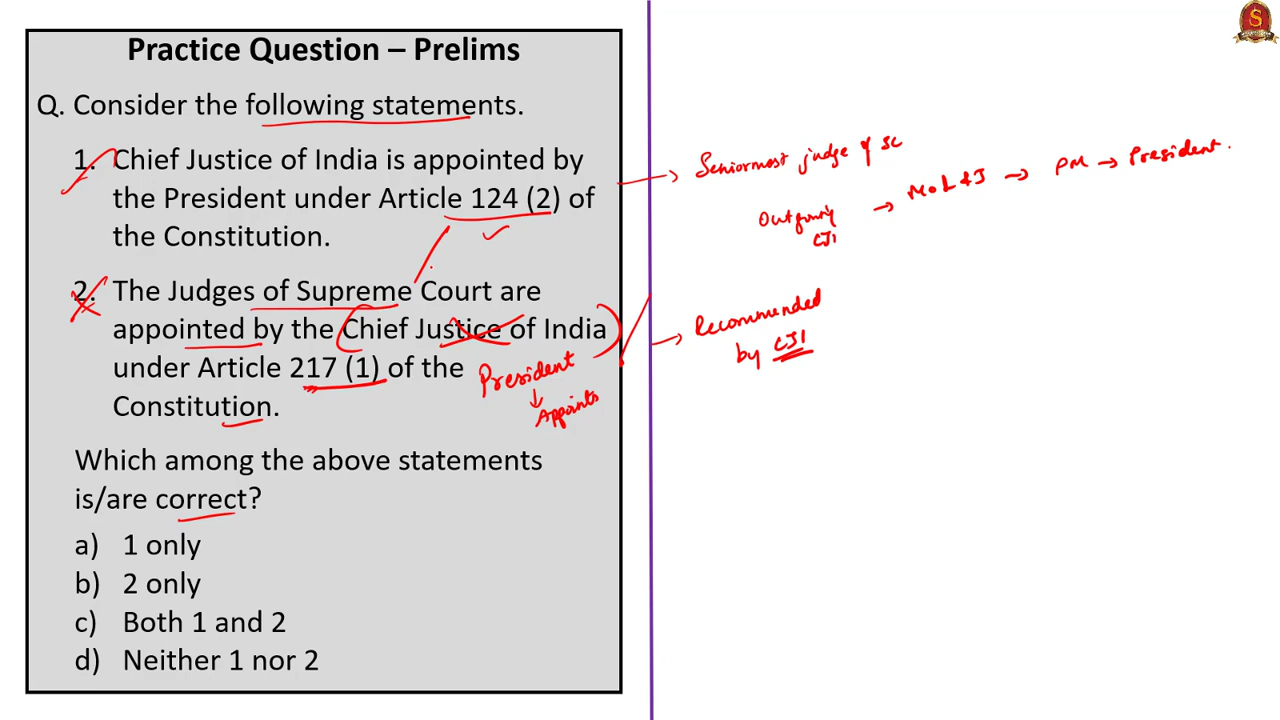 Practice Question – Prelims
Q. Consider the following statements.
1. Chief Justice of India is appointed by
the President under Article 124 (2) of
the Constitution.
2. The Judges of Supreme Court are
appointed by the Chief Justice of India
under Article 217 (1) of the
Constitution.
President
Appoints
Which among the above statements
is/are correct?
a) 1 only
b) 2 only
c) Both 1 and 2
d) Neither 1 nor 2
Seniormost judge of SC
Outgoing → MoL&J → PM → President.
CJI
Recommended
by CJI
S